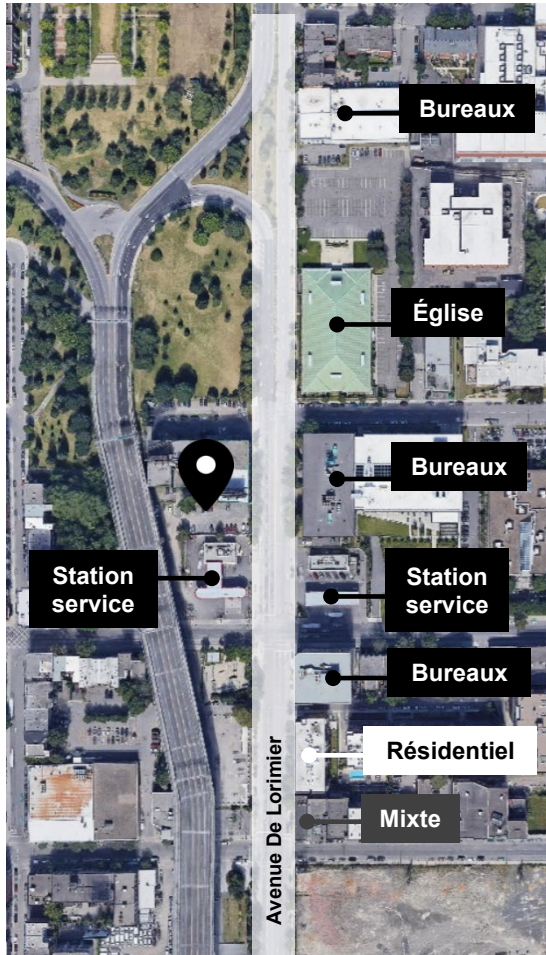 Bureaux
Église
Bureaux
Station
service
Station
service
Bureaux
Résidentiel
Mixte
Avenue De Lorimier